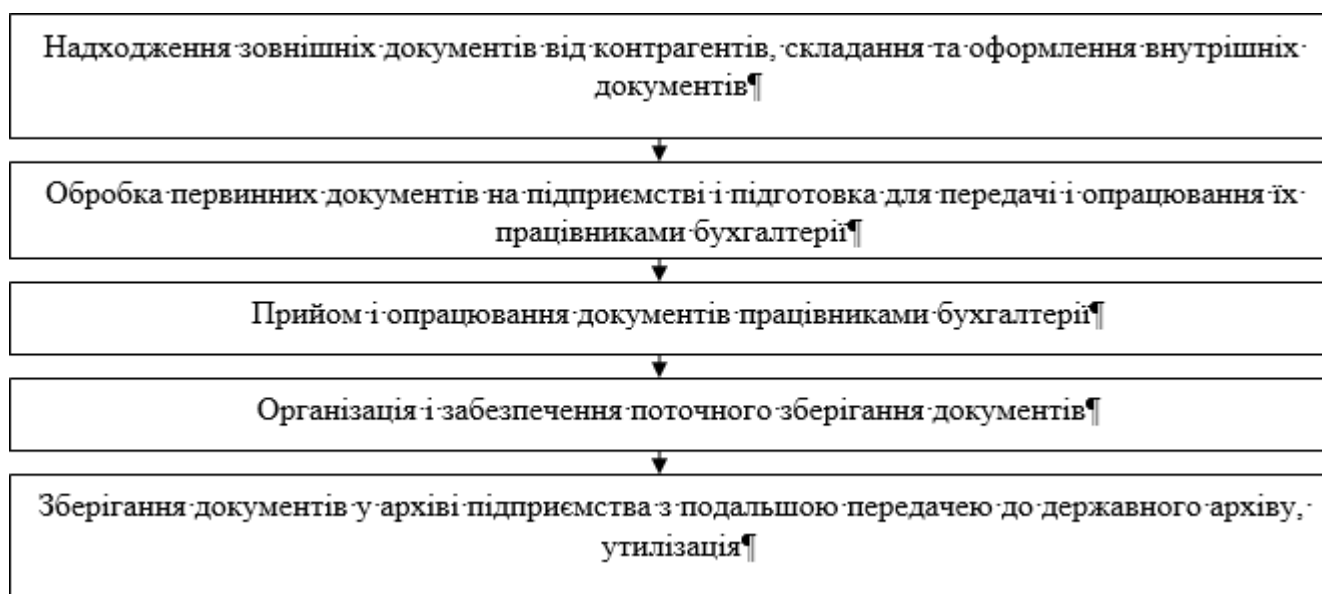 Надходження зовнішніх документів від контрагентів, складання та оформлення внутрішніх
документів¶
Обробка первинних документів на підприємстві і підготовка для передачі і опрацювання їх
працівниками бухгалтерії¶
Прийом і опрацювання документів працівниками бухгалтерії¶
Організація і забезпечення поточного зберігання документів¶
Зберігання документів у архіві підприємства з подальшою передачею до державного архіву,
утилізація¶